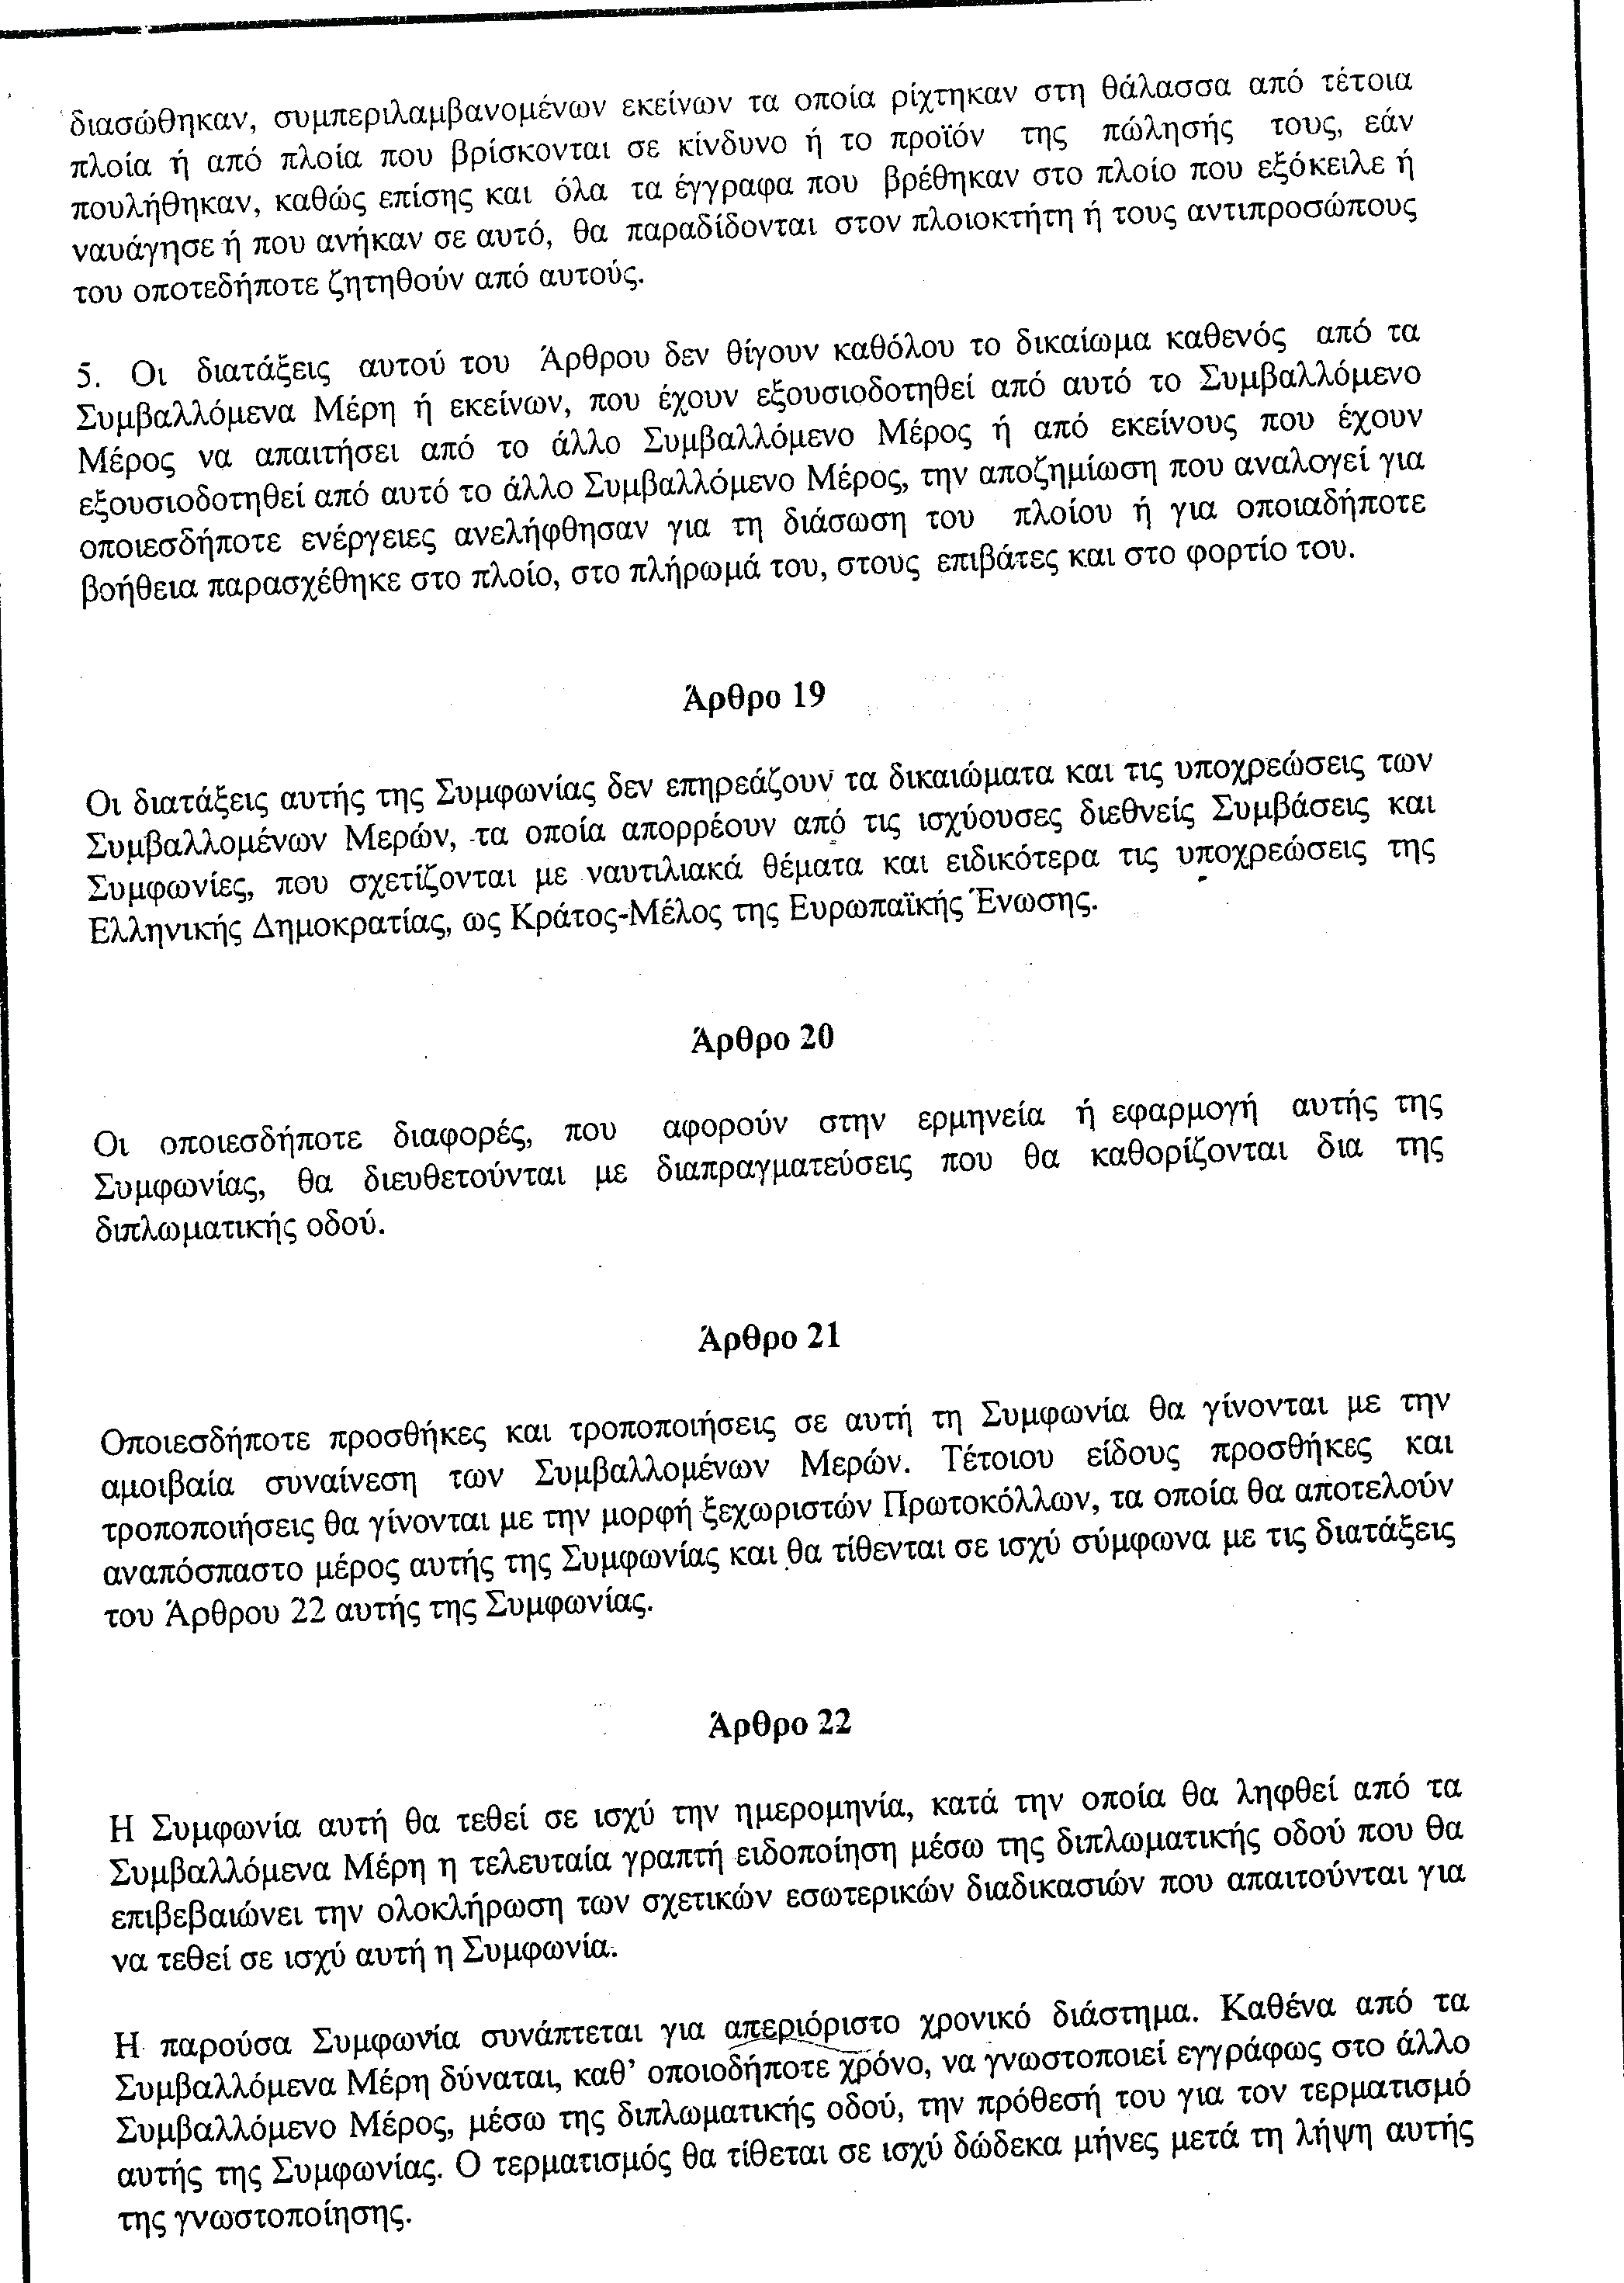 διασώθηκαν, συμπεριλαμβανομένων εκείνων τα οποία ρίχτηκαν στη θάλασσα από τέτοια
πλοία ή από πλοία που βρίσκονται σε κίνδυνο ή το προϊόν της πώλησής τους, εάν
πουλήθηκαν, καθώς επίσης και όλα τα έγγραφα που βρέθηκαν στο πλοίο που εξόκειλε ή
ναυάγησε ή που ανήκαν σε αυτό, θα παραδίδονται στον πλοιοκτήτη ή τους αντιπροσώπους
του οποτεδήποτε ζητηθούν από αυτούς.
5. Οι διατάξεις αυτού του Άρθρου δεν θίγουν καθόλου το δικαίωμα καθενός από τα
Συμβαλλόμενα Μέρη ή εκείνων, που έχουν εξουσιοδοτηθεί από αυτό το Συμβαλλόμενο
Μέρος να απαιτήσει από το άλλο Συμβαλλόμενο Μέρος ή από εκείνους που έχουν
εξουσιοδοτηθεί από αυτό το άλλο Συμβαλλόμενο Μέρος, την αποζημίωση που αναλογεί για
οποιεσδήποτε ενέργειες ανελήφθησαν για τη διάσωση του πλοίου ή για οποιαδήποτε
βοήθεια παρασχέθηκε στο πλοίο, στο πλήρωμά του, στους επιβάτες και στο φορτίο του.
Άρθρο 19
Οι διατάξεις αυτής της Συμφωνίας δεν επηρεάζουν τα δικαιώματα και τις υποχρεώσεις των
Συμβαλλομένων Μερών, τα οποία απορρέουν από τις ισχύουσες διεθνείς Συμβάσεις και
Συμφωνίες, που σχετίζονται με ναυτιλιακά θέματα και ειδικότερα τις υποχρεώσεις της
Ελληνικής Δημοκρατίας, ως Κράτος-Μέλος της Ευρωπαϊκής Ένωσης.
Άρθρο 20
Οι οποιεσδήποτε διαφορές, που αφορούν στην ερμηνεία ή εφαρμογή αυτής της
Συμφωνίας, θα διευθετούνται με διαπραγματεύσεις που θα καθορίζονται δια της
διπλωματικής οδού.
Άρθρο 21
Οποιεσδήποτε προσθήκες και τροποποιήσεις σε αυτή τη Συμφωνία θα γίνονται με την
αμοιβαία συναίνεση των Συμβαλλομένων Μερών. Τέτοιου είδους προσθήκες και
τροποποιήσεις θα γίνονται με την μορφή ξεχωριστών Πρωτοκόλλων, τα οποία θα αποτελούν
αναπόσπαστο μέρος αυτής της Συμφωνίας και θα τίθενται σε ισχύ σύμφωνα με τις διατάξεις
του Άρθρου 22 αυτής της Συμφωνίας.
Άρθρο 22
Η Συμφωνία αυτή θα τεθεί σε ισχύ την ημερομηνία, κατά την οποία θα ληφθεί από τα
Συμβαλλόμενα Μέρη η τελευταία γραπτή ειδοποίηση μέσω της διπλωματικής οδού που θα
επιβεβαιώνει την ολοκλήρωση των σχετικών εσωτερικών διαδικασιών που απαιτούνται για
να τεθεί σε ισχύ αυτή η Συμφωνία.
Η παρούσα Συμφωνία συνάπτεται για απεριόριστο χρονικό διάστημα. Καθένα από τα
Συμβαλλόμενα Μέρη δύναται, καθ’ οποιοδήποτε χρόνο, να γνωστοποιεί εγγράφως στο άλλο
Συμβαλλόμενο Μέρος, μέσω της διπλωματικής οδού, την πρόθεσή του για τον τερματισμό
αυτής της Συμφωνίας. Ο τερματισμός θα τίθεται σε ισχύ δώδεκα μήνες μετά τη λήψη αυτής
της γνωστοποίησης.